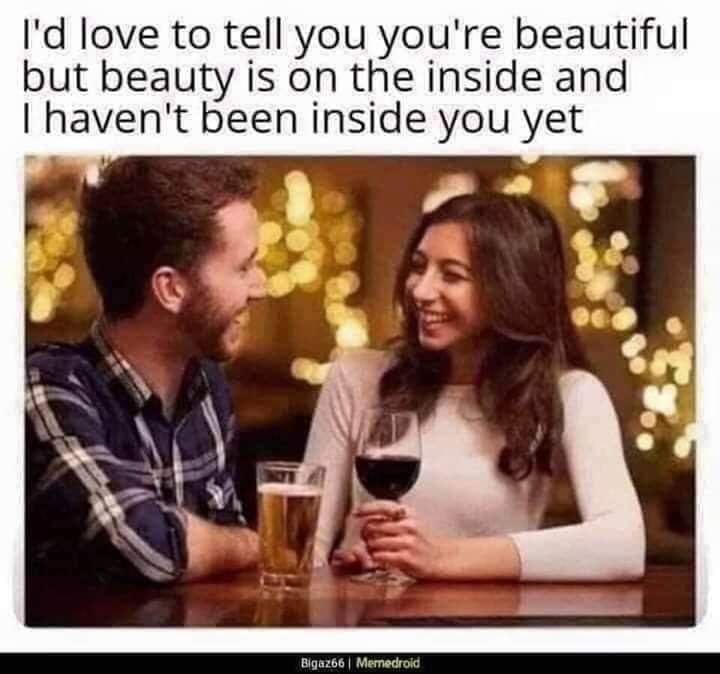 I'd love to tell you you're beautiful
but beauty is on the inside and
I haven't been inside you yet
Bigaz66 | Memedroid